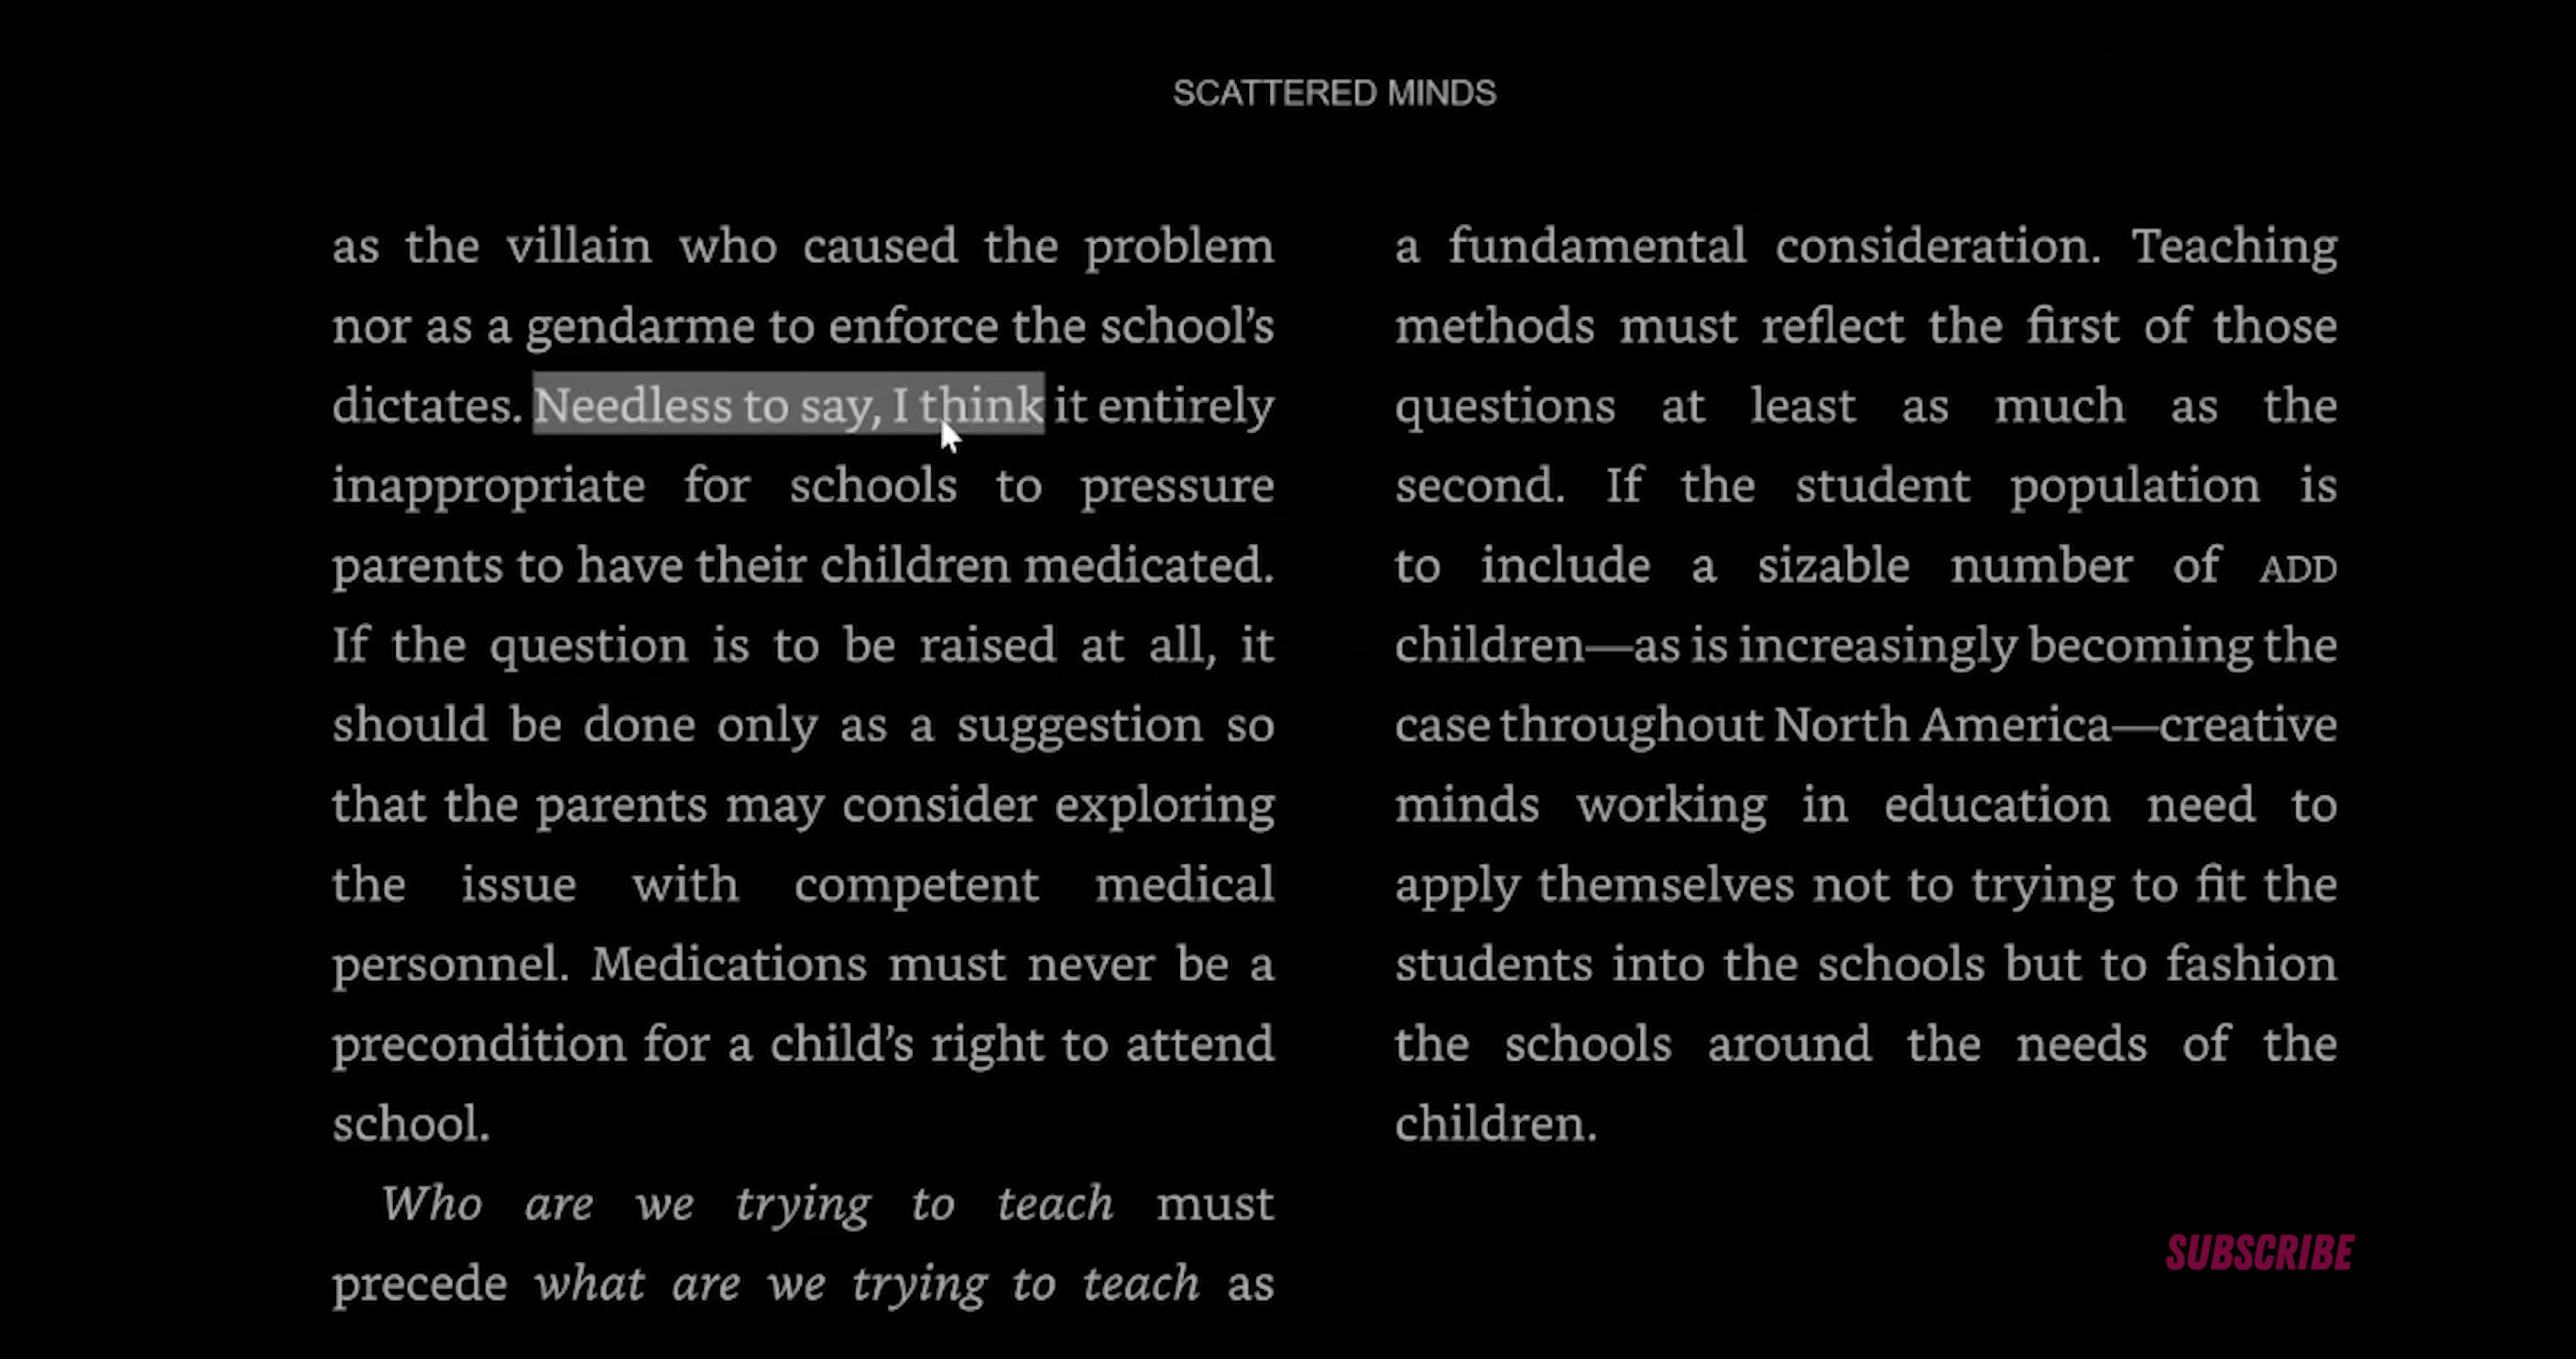 SCATTERED MINDS
as the villain who caused the problem
nor as a gendarme to enforce the school’s
dictates. Needless to say, I think it entirely
inappropriate for schools to pressure
parents to have their children medicated.
If the question is to be raised at all, it
should be done only as a suggestion so
that the parents may consider exploring
the issue with competent medical
personnel. Medications must never be a
precondition for a child’s right to attend
school.
Who are we trying to teach must
precede what are we trying to teach as
a fundamental consideration. Teaching
methods must reflect the first of those
questions at least as much as the
second. If the student population is
to include a sizable number of ADD
children—as is increasingly becoming the
case throughout North America—creative
minds working in education need to
apply themselves not to trying to fit the
students into the schools but to fashion
the schools around the needs of the
children.
SUBSCRIBE